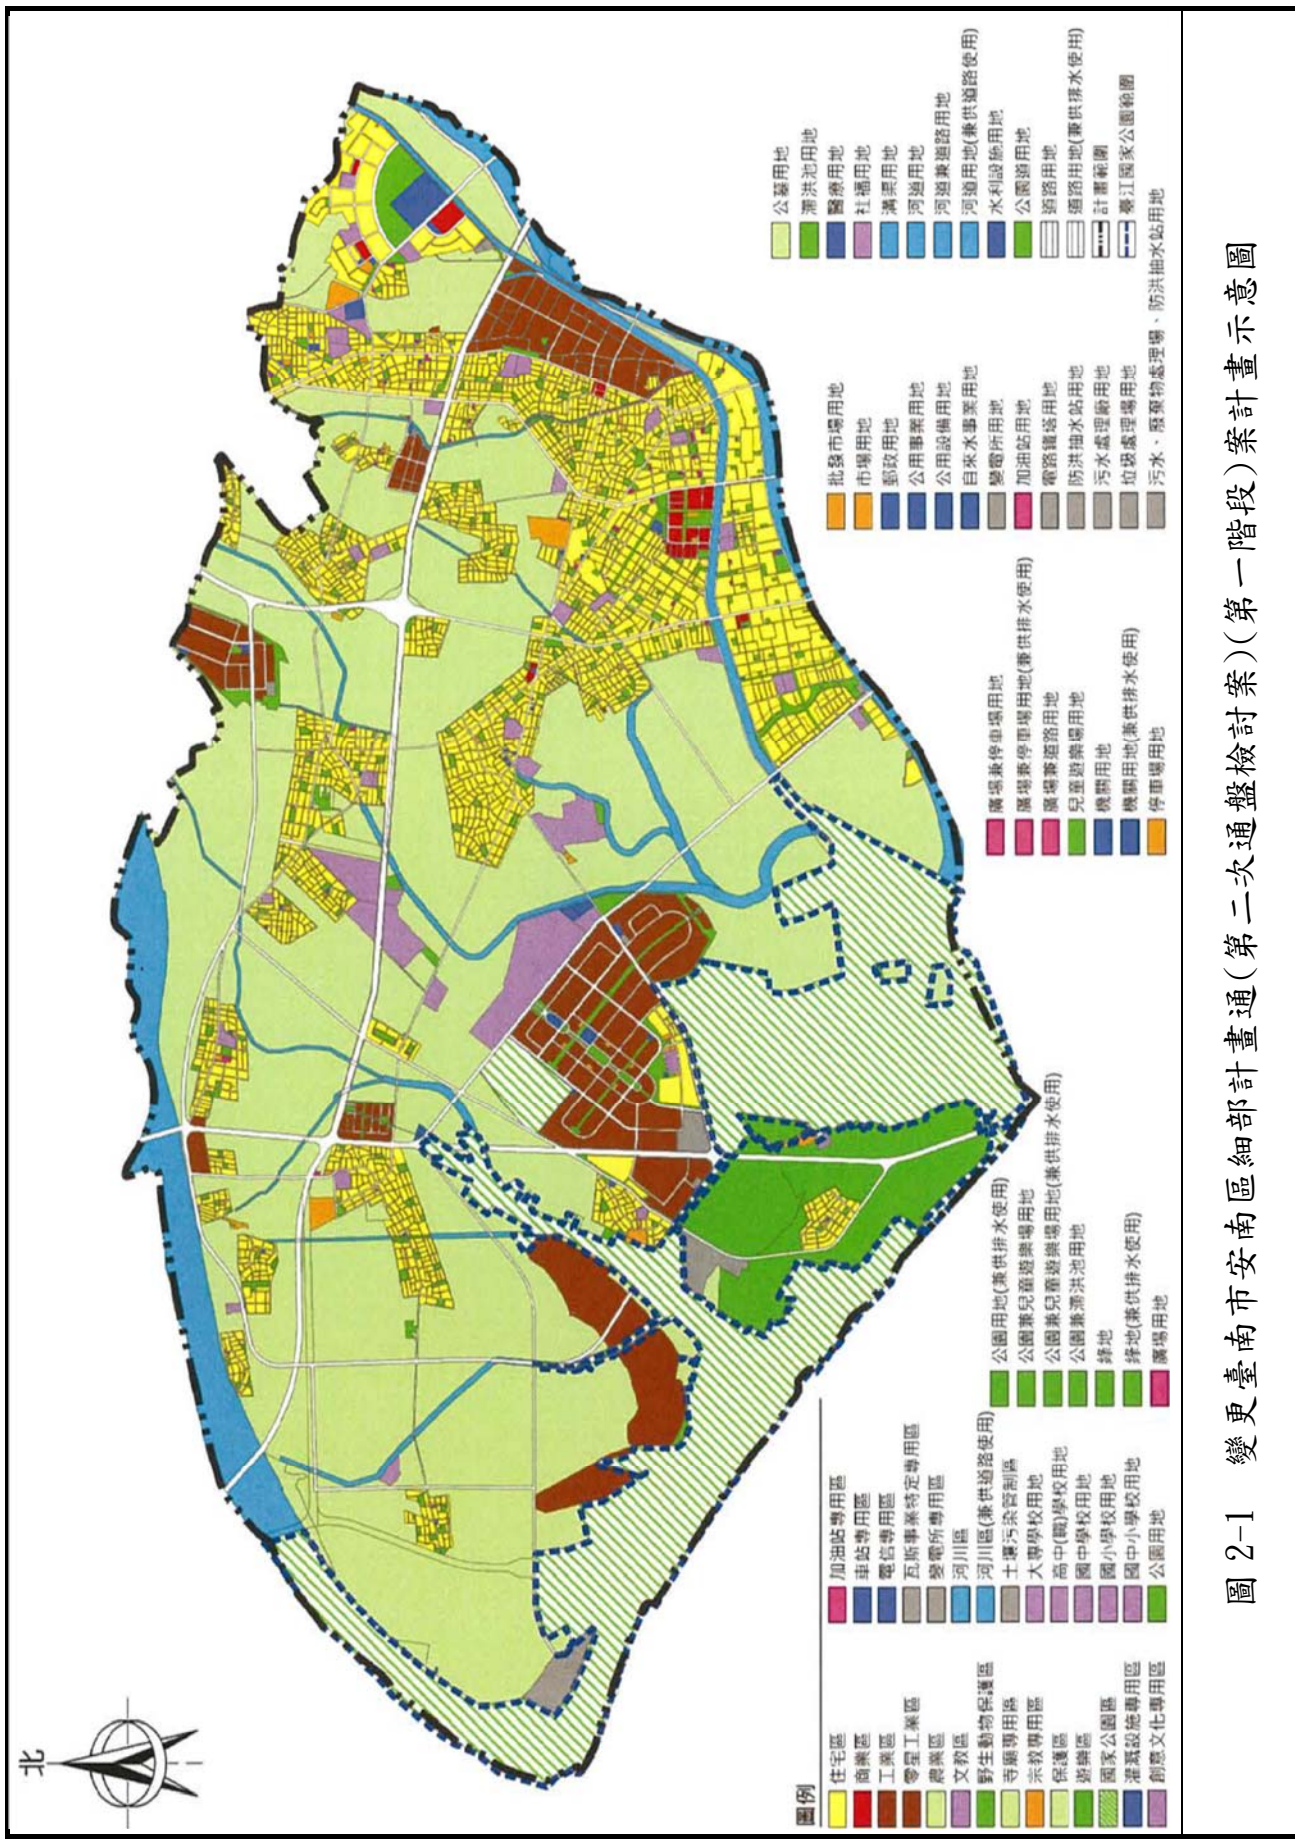 北
圖例
住宅區
商業區
工業區
零星工業區
農業區
文教區
野生動物保護區
寺廟專用區
宗教專用區
保護區
遊樂區
國家公園區
灌溉設施專用區
創意文化專用區
加油站專用區
車站專用區
電信專用區
瓦斯事業特定專用區
變電所專用區
河川區
河川區(兼供道路使用)
土壤污染管制區
大專學校用地
高中(職)學校用地
國中學校用地
國小學校用地
國中小學校用地
公園用地
公園用地(兼供排水使用)
公園兼兒童遊樂場用地
公園兼兒童遊樂場用地(兼供排水使用)
公園兼滯洪池用地
綠地
綠地(兼供排水使用)
廣場用地
廣場兼停車場用地
廣場兼停車場用地(兼供排水使用)
廣場兼道路用地
兒童遊樂場用地
機關用地
機關用地(兼供排水使用)
停車場用地
批發市場用地
市場用地
郵政用地
公用事業用地
公用設備用地
自來水事業用地
變電所用地
加油站用地
電路鐵塔用地
防洪抽水站用地
污水處理廠用地
垃圾處理場用地
污水、廢棄物處理場、防洪抽水站用地
公墓用地
滯洪池用地
醫療用地
社福用地
溝渠用地
河道用地
河道兼道路用地
河道用地(兼供道路使用)
水利設施用地
公園道用地
道路用地
道路用地(兼供排水使用)
計畫範圍
臺江國家公園範圍
圖 2-1 變更臺南市安南區細部計畫通(第二次通盤檢討案)(第一階段)案計畫示意圖